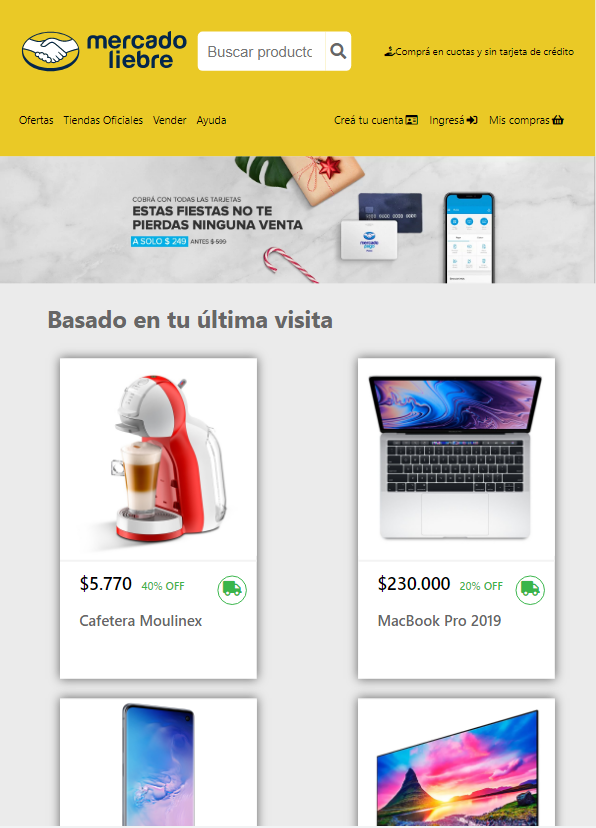 mercado
liebre
Buscar producto
Comprá en cuotas y sin tarjeta de crédito
Ofertas Tiendas Oficiales Vender Ayuda
Creá tu cuenta Ingresá Mis compras
COBRÁ CON TODAS LAS TARJETAS
ESTAS FIESTAS NO TE
PIERDAS NINGUNA VENTA
A SOLO $ 249 ANTES $ 599
mercado
pago
Basado en tu última visita
$5.770 40% OFF
Cafetera Moulinex
$230.000 20% OFF
MacBook Pro 2019